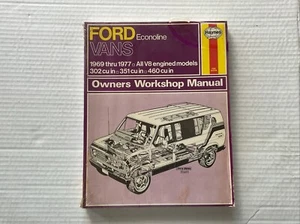 FORD Econoline
Haynes
VANS
1969 thru 1977 □ All V8 engined models
302 cu in □ 351 cu in □ 460 cu in
Owners Workshop Manual